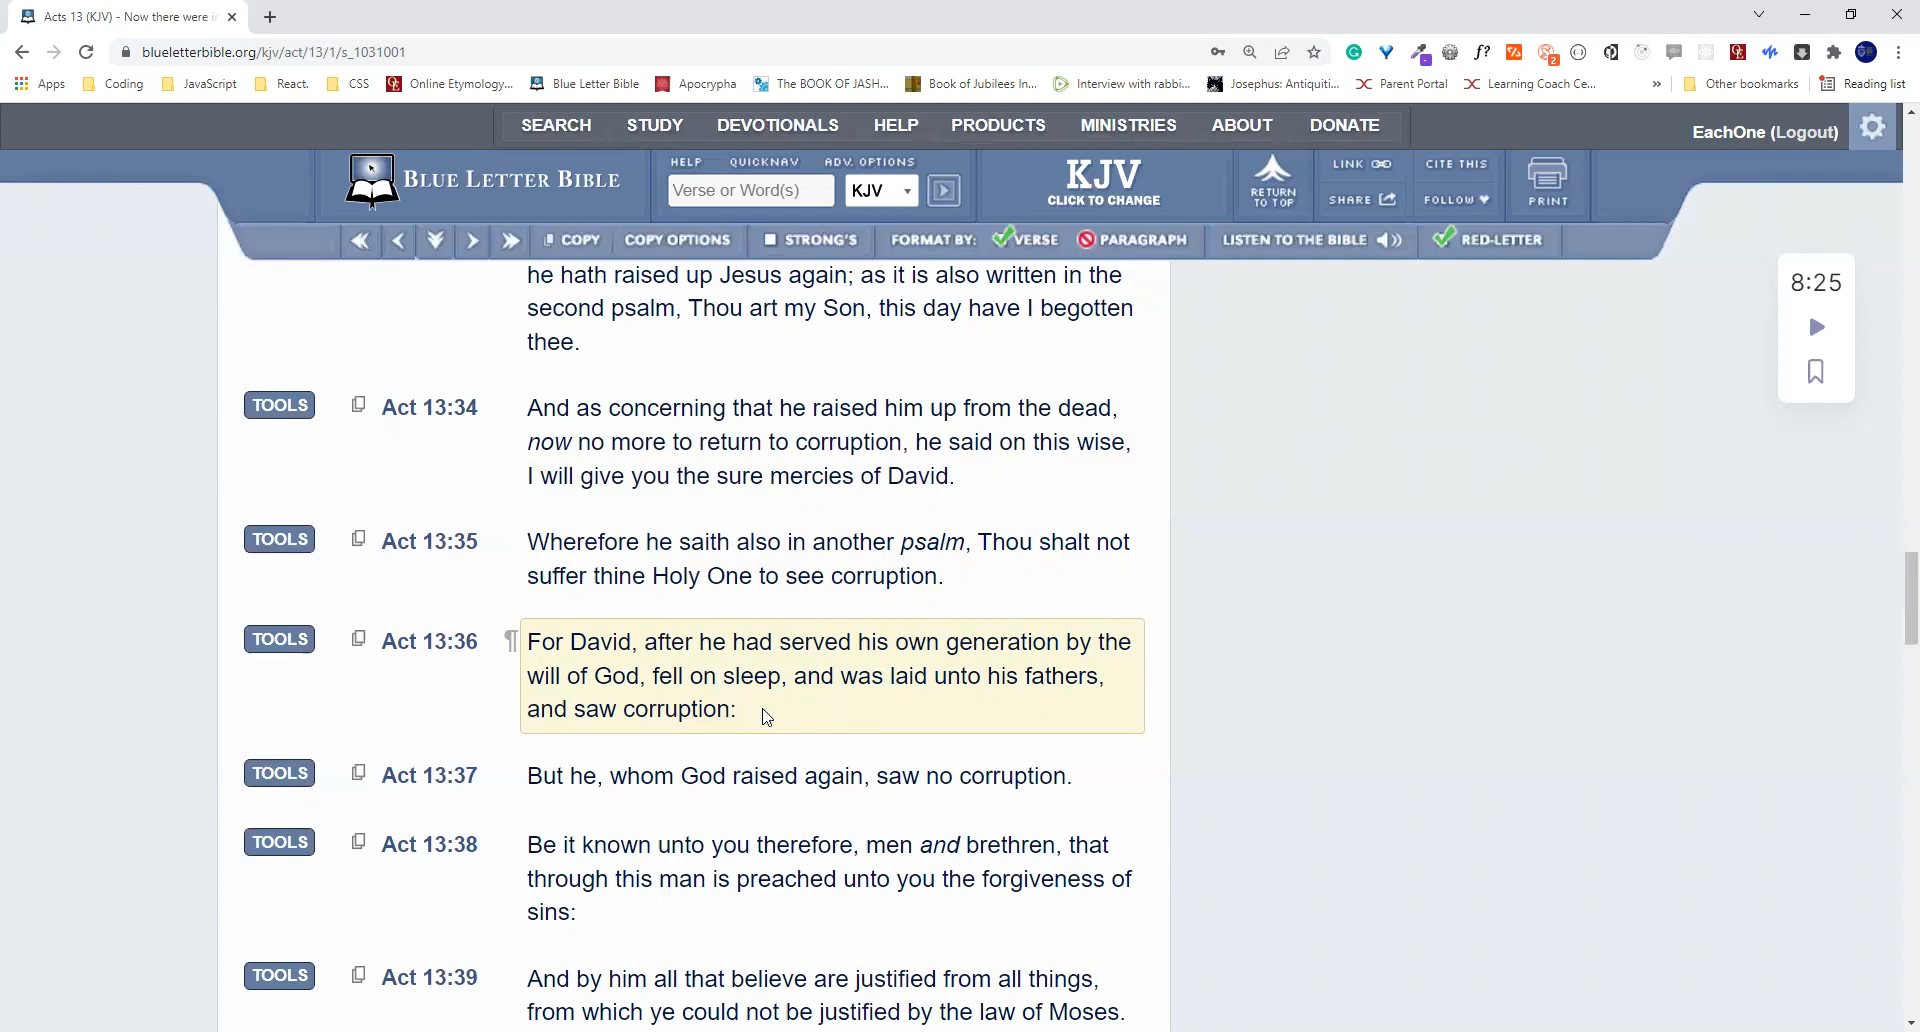 Acts 13 (KJV) - Now there were in
blueletterbible.org/kjv/act/13/1/s_1031001
Apps Coding JavaScript React. CSS Online Etymology... Blue Letter Bible Apocrypha The BOOK OF JASH... Book of Jubilees In... Interview with rabbi... Josephus: Antiquiti... Parent Portal Learning Coach Ce... » Other bookmarks Reading list
SEARCH STUDY DEVOTIONALS HELP PRODUCTS MINISTRIES ABOUT DONATE
EachOne (Logout)
BLUE LETTER BIBLE
HELP QUICKNAV ADV. OPTIONS
Verse or Word(s) KJV
KJV
CLICK TO CHANGE
RETURN
TO TOP
LINK CITE THIS
SHARE FOLLOW
PRINT
COPY COPY OPTIONS STRONG'S FORMAT BY: VERSE PARAGRAPH LISTEN TO THE BIBLE RED-LETTER
8:25
he hath raised up Jesus again; as it is also written in the
second psalm, Thou art my Son, this day have I begotten
thee.
TOOLS Act 13:34 And as concerning that he raised him up from the dead,
now no more to return to corruption, he said on this wise,
I will give you the sure mercies of David.
TOOLS Act 13:35 Wherefore he saith also in another psalm, Thou shalt not
suffer thine Holy One to see corruption.
TOOLS Act 13:36 ¶ For David, after he had served his own generation by the
will of God, fell on sleep, and was laid unto his fathers,
and saw corruption:
TOOLS Act 13:37 But he, whom God raised again, saw no corruption.
TOOLS Act 13:38 Be it known unto you therefore, men and brethren, that
through this man is preached unto you the forgiveness of
sins:
TOOLS Act 13:39 And by him all that believe are justified from all things,
from which ye could not be justified by the law of Moses.